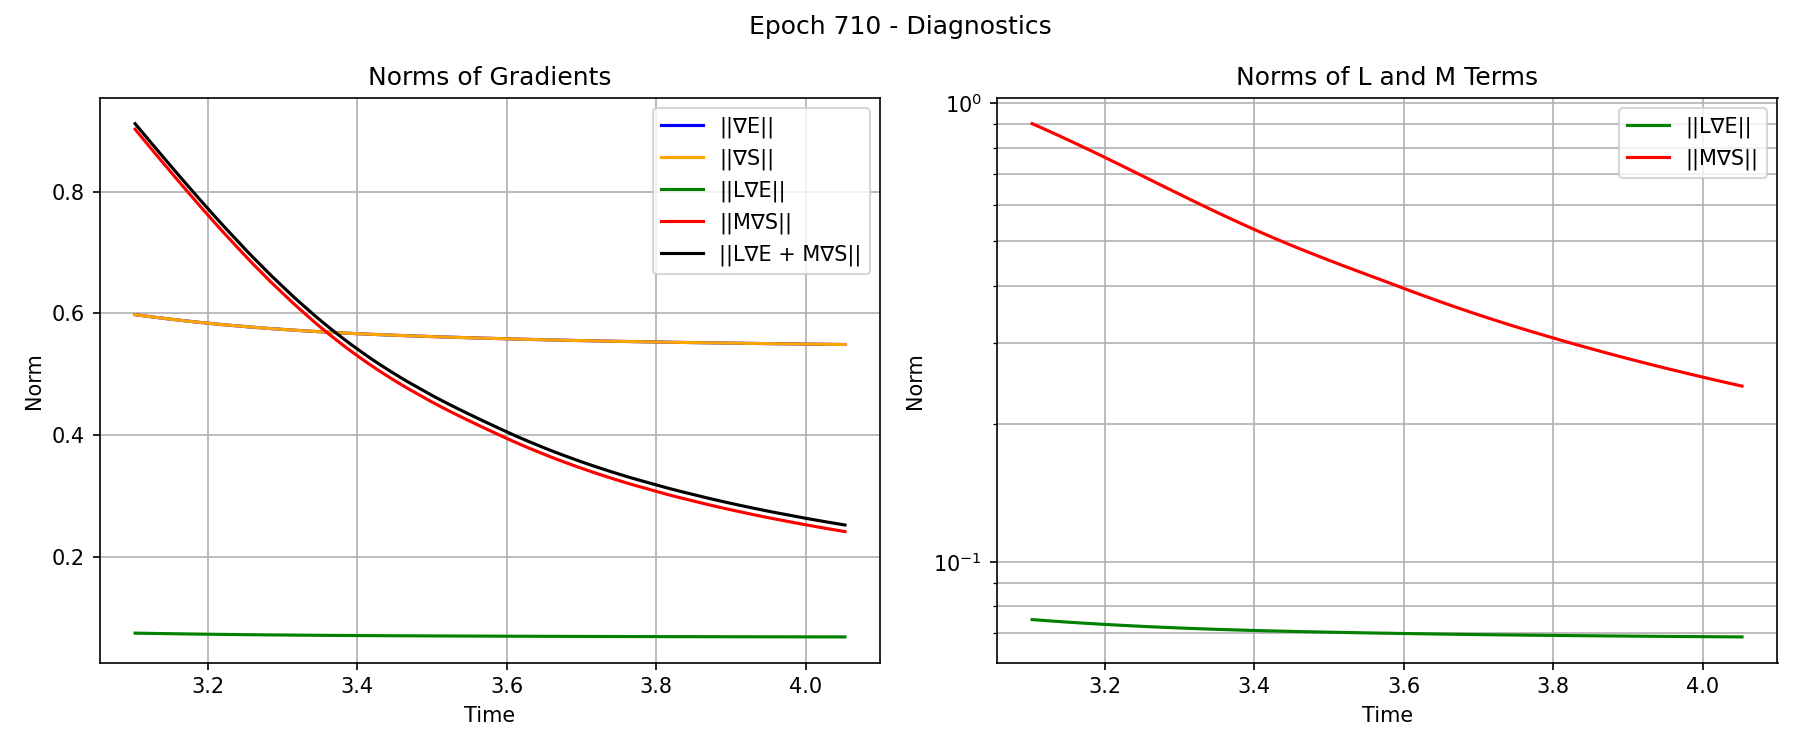 Epoch 710 - Diagnostics
Norms of Gradients
Norm
0.8
0.6
0.4
0.2
||∇E||
||∇S||
||L∇E||
||M∇S||
||L∇E + M∇S||
3.2
3.4
3.6
3.8
4.0
Time
Norms of L and M Terms
Norm
10⁰
10⁻¹
||L∇E||
||M∇S||
3.2
3.4
3.6
3.8
4.0
Time